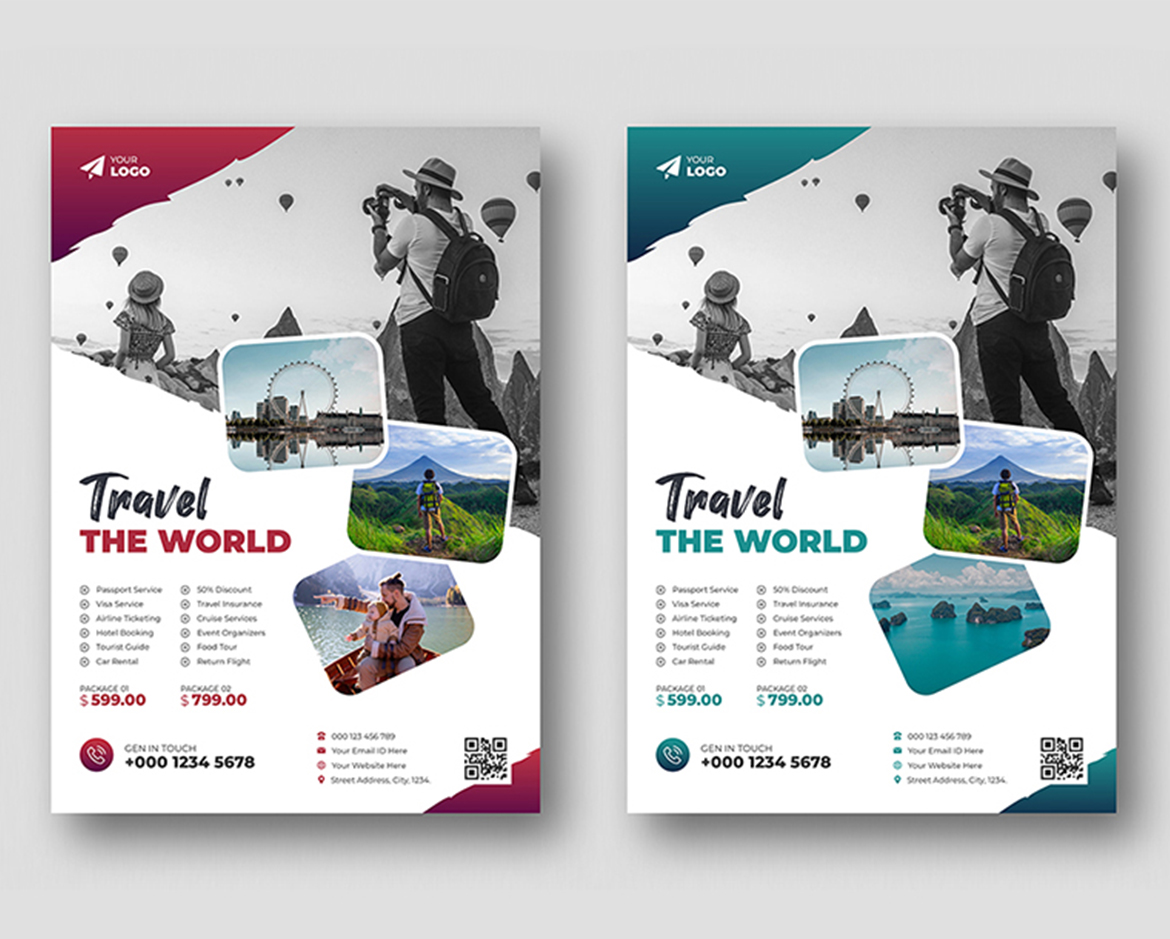 YOUR
LOGO
Travel
THE WORLD
Passport Service
Visa Service
Airline Ticketing
Hotel Booking
Tourist Guide
Car Rental
50% Discount
Travel Insurance
Cruise Services
Event Organizers
Food Tour
Return Flight
PACKAGE 01
$599.00
PACKAGE 02
$799.00
GEN IN TOUCH
+000 1234 5678
000 123 456 789
Your Email ID Here
Your Website Here
Street Address, City, 1234.
YOUR
LOGO
Travel
THE WORLD
Passport Service
Visa Service
Airline Ticketing
Hotel Booking
Tourist Guide
Car Rental
50% Discount
Travel Insurance
Cruise Services
Event Organizers
Food Tour
Return Flight
PACKAGE 01
$599.00
PACKAGE 02
$799.00
GEN IN TOUCH
+000 1234 5678
000 123 456 789
Your Email ID Here
Your Website Here
Street Address, City, 1234.